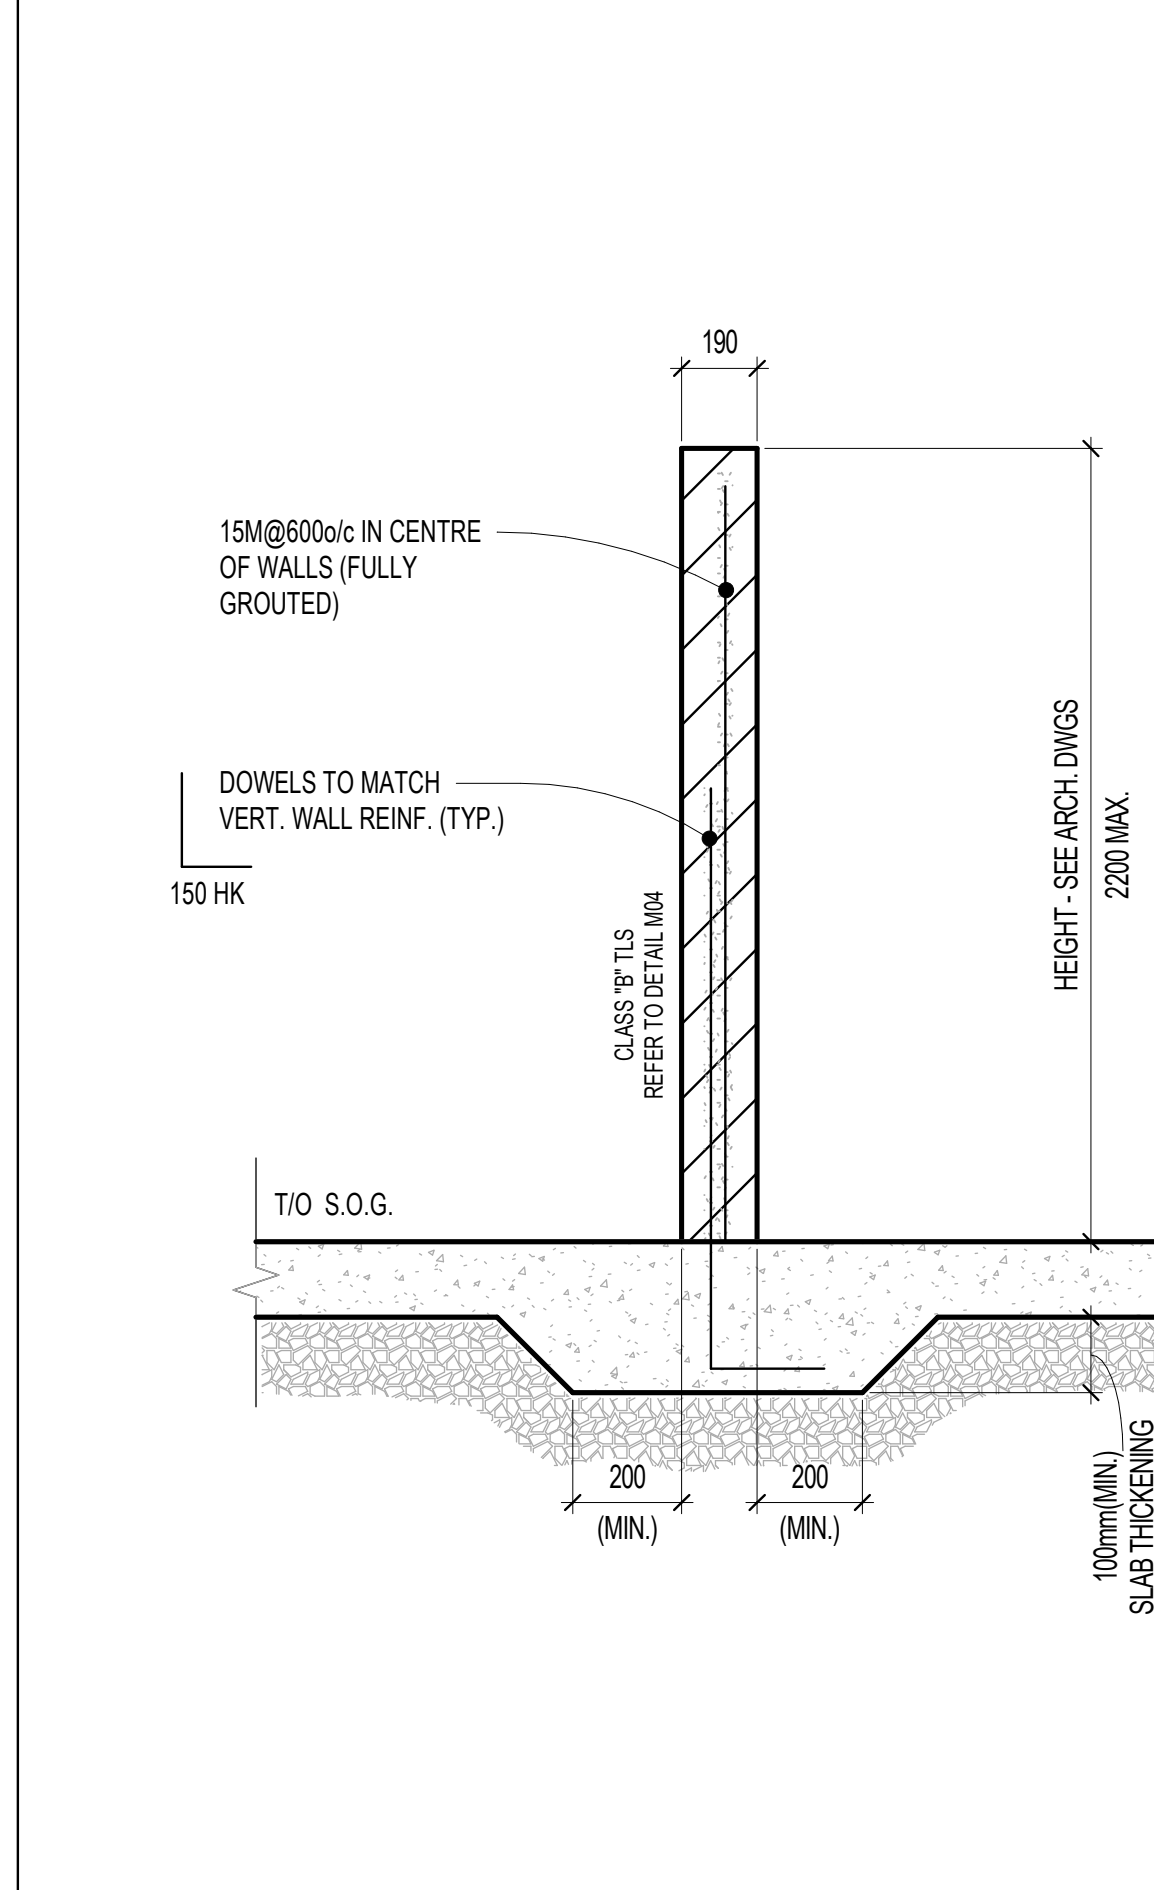 190
15M@600o/c IN CENTRE
OF WALLS (FULLY
GROUTED)
DOWELS TO MATCH
VERT. WALL REINF. (TYP.)
150 HK
CLASS "B" TLS
REFER TO DETAIL M04
HEIGHT - SEE ARCH. DWGS
2200 MAX.
T/O S.O.G.
200
(MIN.)
200
(MIN.)
100mm(MIN.)
SLAB THICKENING